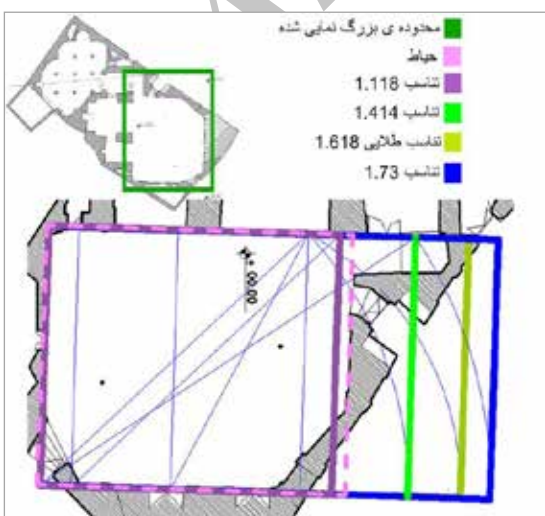 محدوده ی بزرگ نمایی شده
حیاط
تناسب 1.118
تناسب 1.414
تناسب طلایی 1.618
تناسب 1.73
+ 00.00